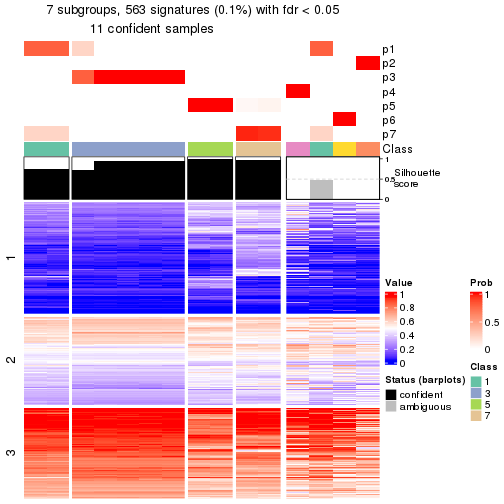 7 subgroups, 563 signatures (0.1%) with fdr < 0.05
11 confident samples
p1
p2
p3
p4
p5
p6
p7
Class
1
0.5
0
Silhouette
score
1
2
3
Value
1
0.8
0.6
0.4
0.2
0
Prob
1
0.5
0
Status (barplots)
confident
ambiguous
Class
1
3
5
7